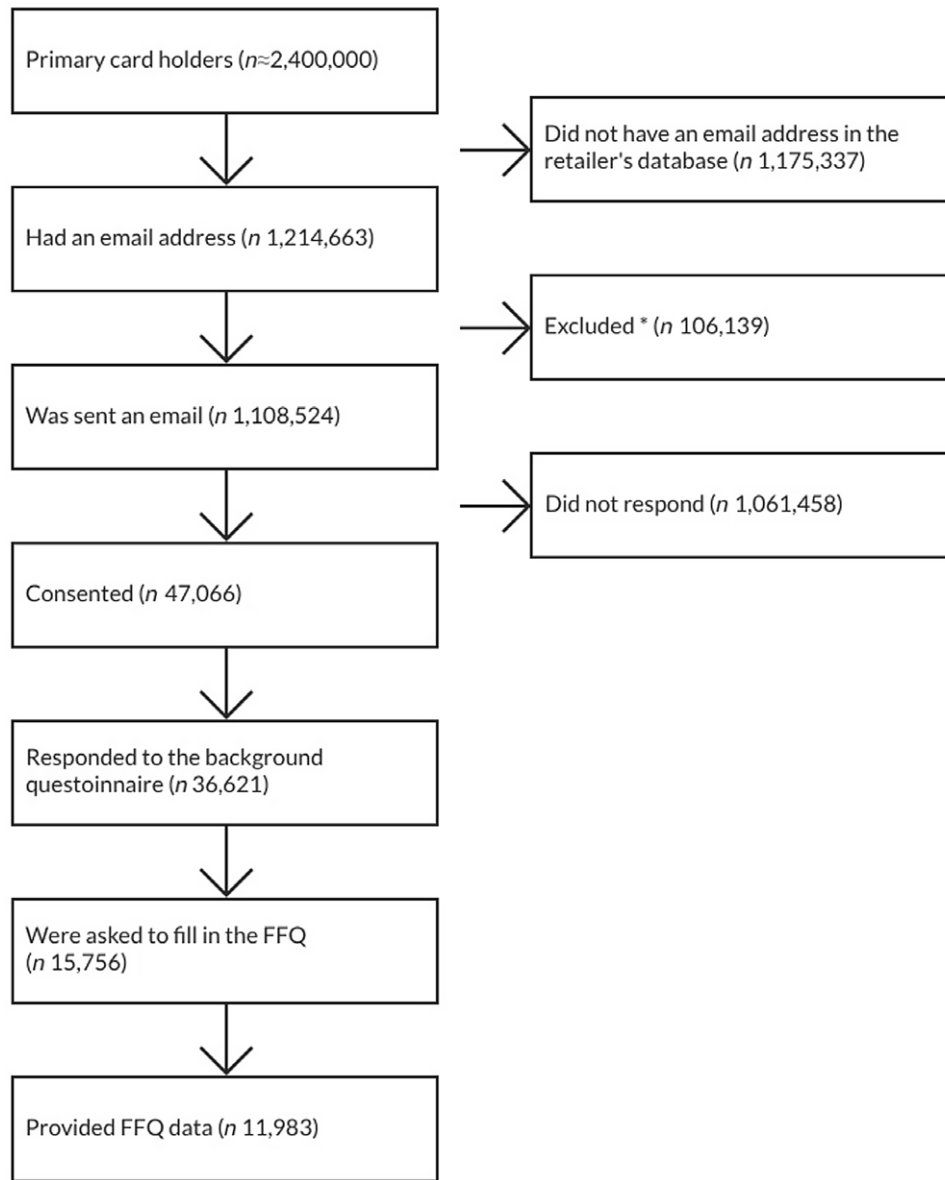 Primary card holders (n≈2,400,000)
Did not have an email address in the
retailer's database (n 1,175,337)
Had an email address (n 1,214,663)
Excluded * (n 106,139)
Was sent an email (n 1,108,524)
Did not respond (n 1,061,458)
Consented (n 47,066)
Responded to the background
questoinnaire (n 36,621)
Were asked to fill in the FFQ
(n 15,756)
Provided FFQ data (n 11,983)